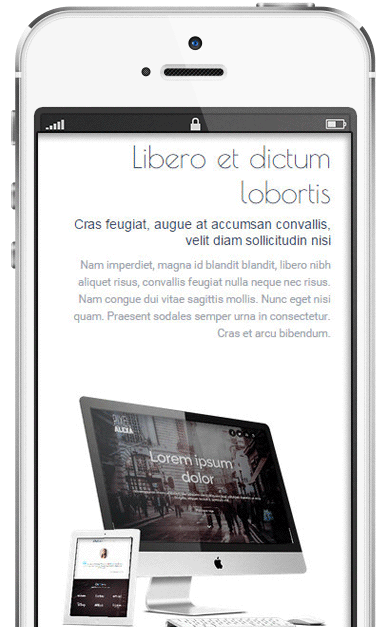 Libero et dictum
lobortis
Cras feugiat, augue at accumsan convallis,
velit diam sollicitudin nisi
Nam imperdiet, magna id blandit blandit, libero nibh
aliquet risus, convallis feugiat nulla neque nec risus.
Nam congue dui vitae sagittis mollis. Nunc eget nisi
quam. Praesent sodales semper urna in consectetur.
Cras et arcu bibendum.
PIXEL
ALEXA
Lorem ipsum
dolor